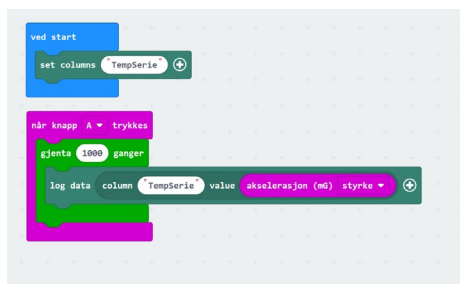 ved start
set columns "TempSerie"
når knapp A trykkes
gjenta 1000 ganger
log data column "TempSerie" value akselerasjon (mG) styrke